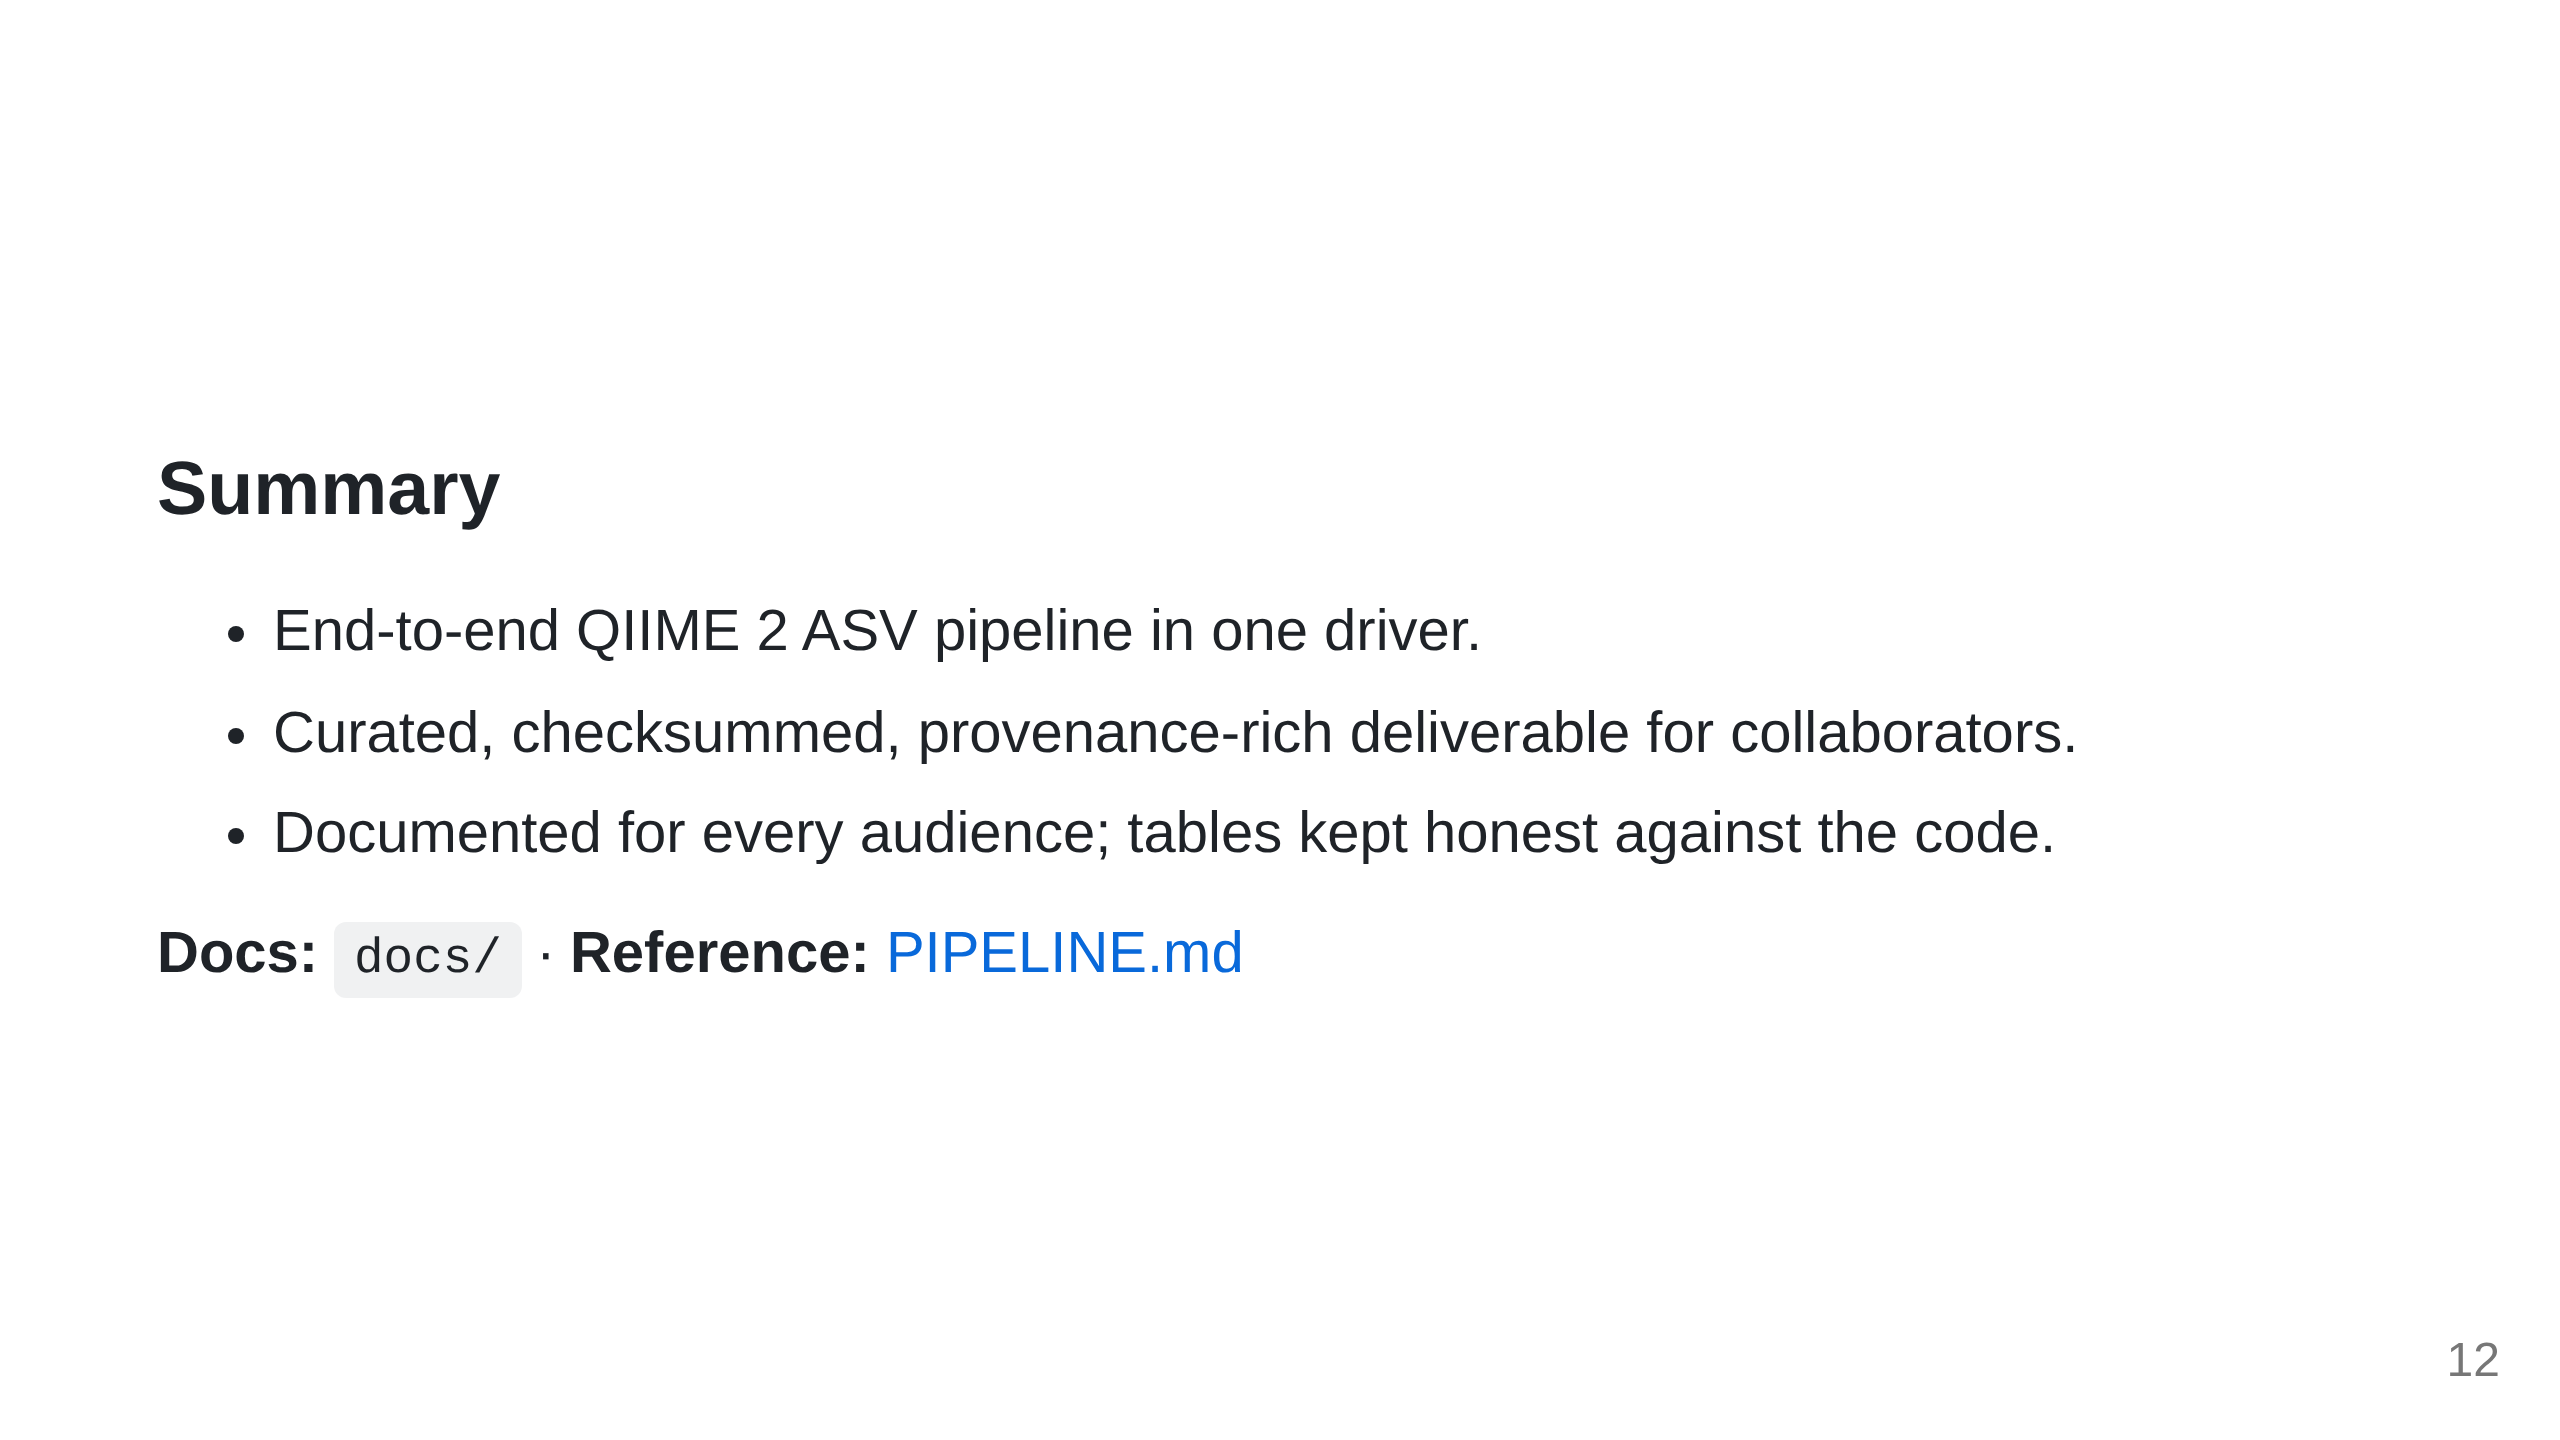 Summary
• End-to-end QIIME 2 ASV pipeline in one driver.
• Curated, checksummed, provenance-rich deliverable for collaborators.
• Documented for every audience; tables kept honest against the code.
Docs: docs/ · Reference: PIPELINE.md
12